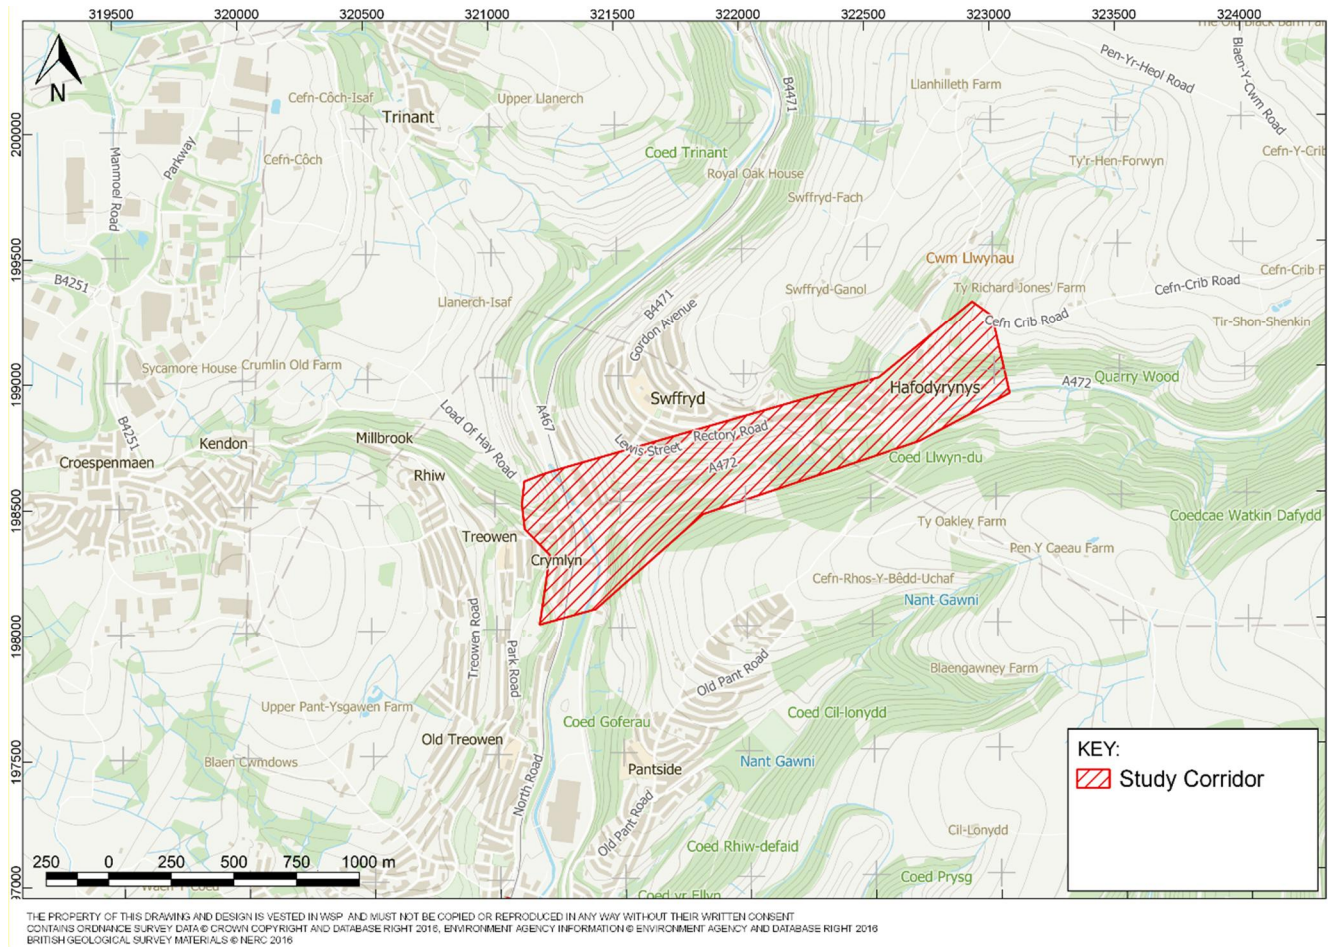 319500 320000 320500 321000 321500 322000 322500 323000 323500 324000
N
200000
199500
199000
198500
198000
197500
Manmoel Road
Parkway
Cefn-Côch-Isaf
Cefn-Côch
Trinant
Upper Llanerch
Coed Trinant
B4471
Royal Oak House
Swffryd-Fach
Llanhilleth Farm
Pen-Yr-Heol Road
Blaen-Y-Cwm Road
Ty'r-Hen-Forwyn
Cefn-Y-Crib
B4251
Llanerch-Isaf
B4471
Gordon Avenue
Swffryd-Ganol
Cwm Llwynau
Ty Richard Jones' Farm
Cefn Crib Road
Cefn-Crib Road
Cefn-Crib F
Tir-Shon-Shenkin
Sycamore House
Crumlin Old Farm
A467
Swffryd
Hafodyrynys
A472
Quarry Wood
B4251
Croespenmaen
Kendon
Millbrook
Load Of Hay Road
Rhiw
Lewis Street
Rectory Road
A472
Coed Llwyn-du
Treowen
Crymlyn
Ty Oakley Farm
Pen Y Caeau Farm
Coedcae Watkin Dafydd
Cefn-Rhos-Y-Bêdd-Uchaf
Nant Gawni
Treowen Road
Park Road
Old Pant Road
Blaengawney Farm
Upper Pant-Ysgawen Farm
Old Treowen
Coed Goferau
Coed Cil-lonydd
Blaen Cwmdows
North Road
Pantside
Nant Gawni
Old Pant Road
Cil-Lonydd
Coed Rhiw-defaid
Coed Prysg
KEY:
Study Corridor
250 0 250 500 750 1000 m
THE PROPERTY OF THIS DRAWING AND DESIGN IS VESTED IN WSP AND MUST NOT BE COPIED OR REPRODUCED IN ANY WAY WITHOUT THEIR WRITTEN CONSENT
CONTAINS ORDNANCE SURVEY DATA © CROWN COPYRIGHT AND DATABASE RIGHT 2016, ENVIRONMENT AGENCY INFORMATION © ENVIRONMENT AGENCY AND DATABASE RIGHT 2016
BRITISH GEOLOGICAL SURVEY MATERIALS © NERC 2016